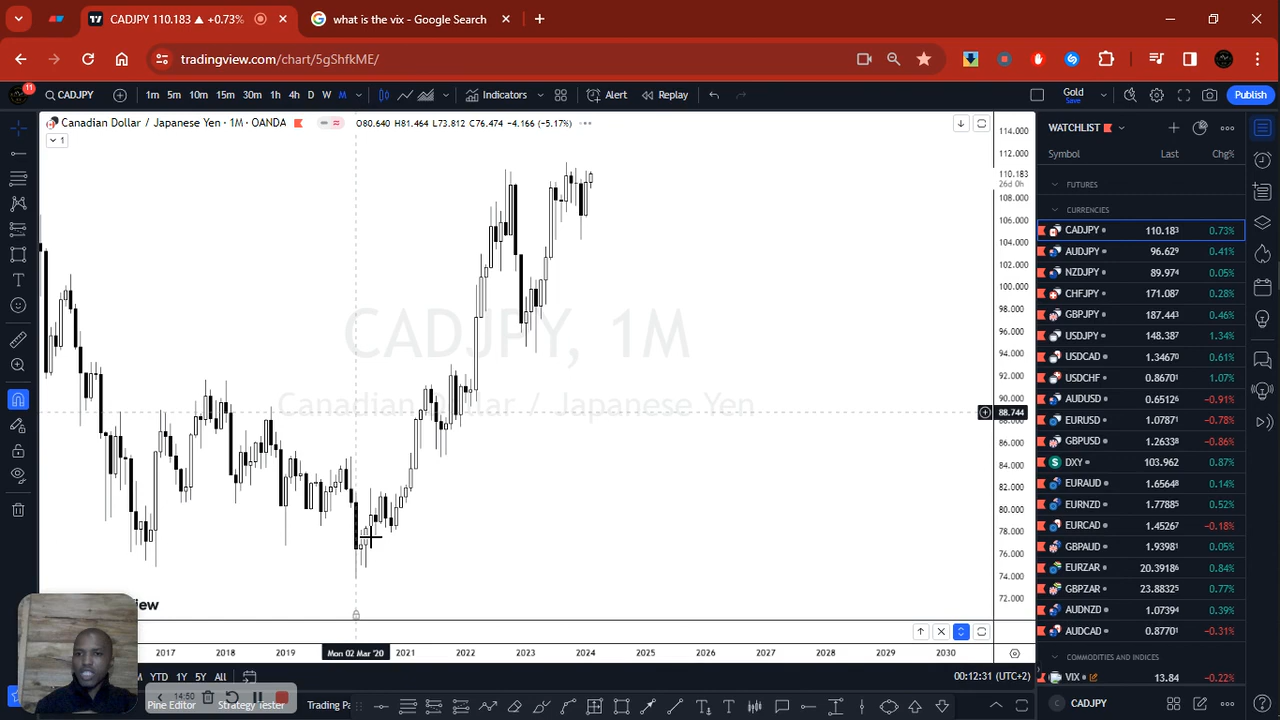 CADJPY 110.183 ▲ +0.73%
what is the vix - Google Search
tradingview.com/chart/5gShfkME/
11
CADJPY
1m 5m 10m 15m 30m 1h 4h D W M
Indicators
Alert
Replay
Gold
Save
Publish
Canadian Dollar / Japanese Yen · 1M · OANDA
O80.640 H81.464 L73.812 C76.474 −4.166 (−5.17%)
1
CADJPY, 1M
Canadian Dollar / Japanese Yen
114.000
112.000
110.183
26d 0h
108.000
106.000
104.000
102.000
100.000
98.000
96.000
94.000
92.000
90.000
88.744
88.000
86.000
84.000
82.000
80.000
78.000
76.000
74.000
72.000
WATCHLIST
Symbol Last Chg%
FUTURES
CURRENCIES
CADJPY 110.183 0.73%
AUDJPY 96.629 0.41%
NZDJPY 89.974 0.05%
CHFJPY 171.087 0.28%
GBPJPY 187.443 0.46%
USDJPY 148.387 1.34%
USDCAD 1.34670 0.61%
USDCHF 0.86701 1.07%
AUDUSD 0.65126 −0.91%
EURUSD 1.07871 −0.78%
GBPUSD 1.26338 −0.86%
DXY 103.962 0.87%
EURAUD 1.65648 0.14%
EURNZD 1.77885 0.52%
EURCAD 1.45267 −0.18%
GBPAUD 1.93981 0.05%
EURZAR 20.39186 0.84%
GBPZAR 23.88325 0.77%
AUDNZD 1.07394 0.39%
AUDCAD 0.87701 −0.31%
COMMODITIES AND INDICES
VIX 13.84 −0.22%
CADJPY
2017 2018 2019 Mon 02 Mar '20 2021 2022 2023 2024 2025 2026 2027 2028 2029 2030
M YTD 1Y 5Y All
00:12:31 (UTC+2)
14:50
Pine Editor
Strategy Tester
Trading Pa